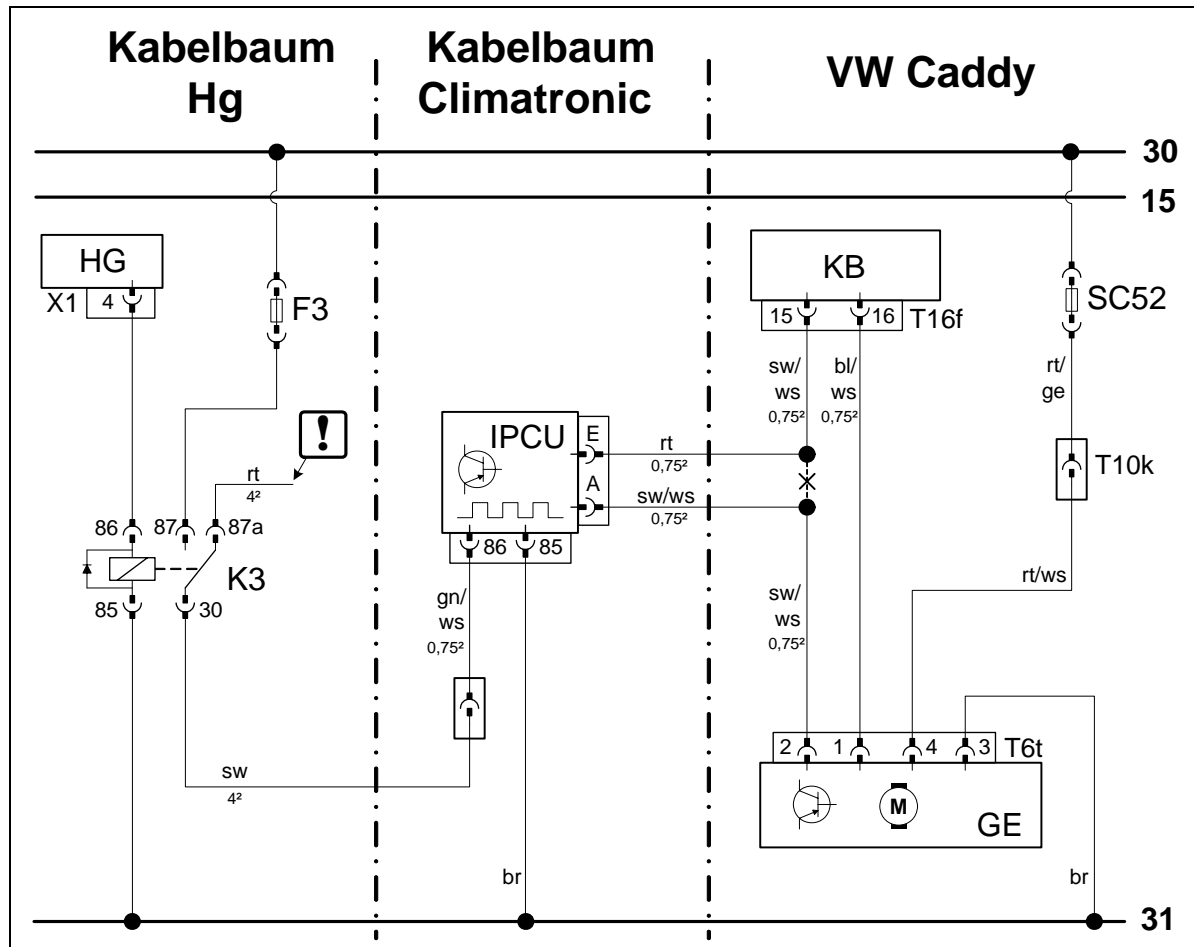 Kabelbaum
Hg
Kabelbaum
Climatronic
VW Caddy
30
15
HG
X1
4
F3
KB
15
16
T16f
SC52
sw/
ws
0,75²
bl/
ws
0,75²
rt/
ge
!
IPCU
E
A
rt
0,75²
sw/ws
0,75²
T10k
rt
4²
86
87
87a
86
85
K3
85
30
gn/
ws
0,75²
sw/
ws
0,75²
rt/ws
2
1
4
3
T6t
sw
4²
M
GE
br
br
31